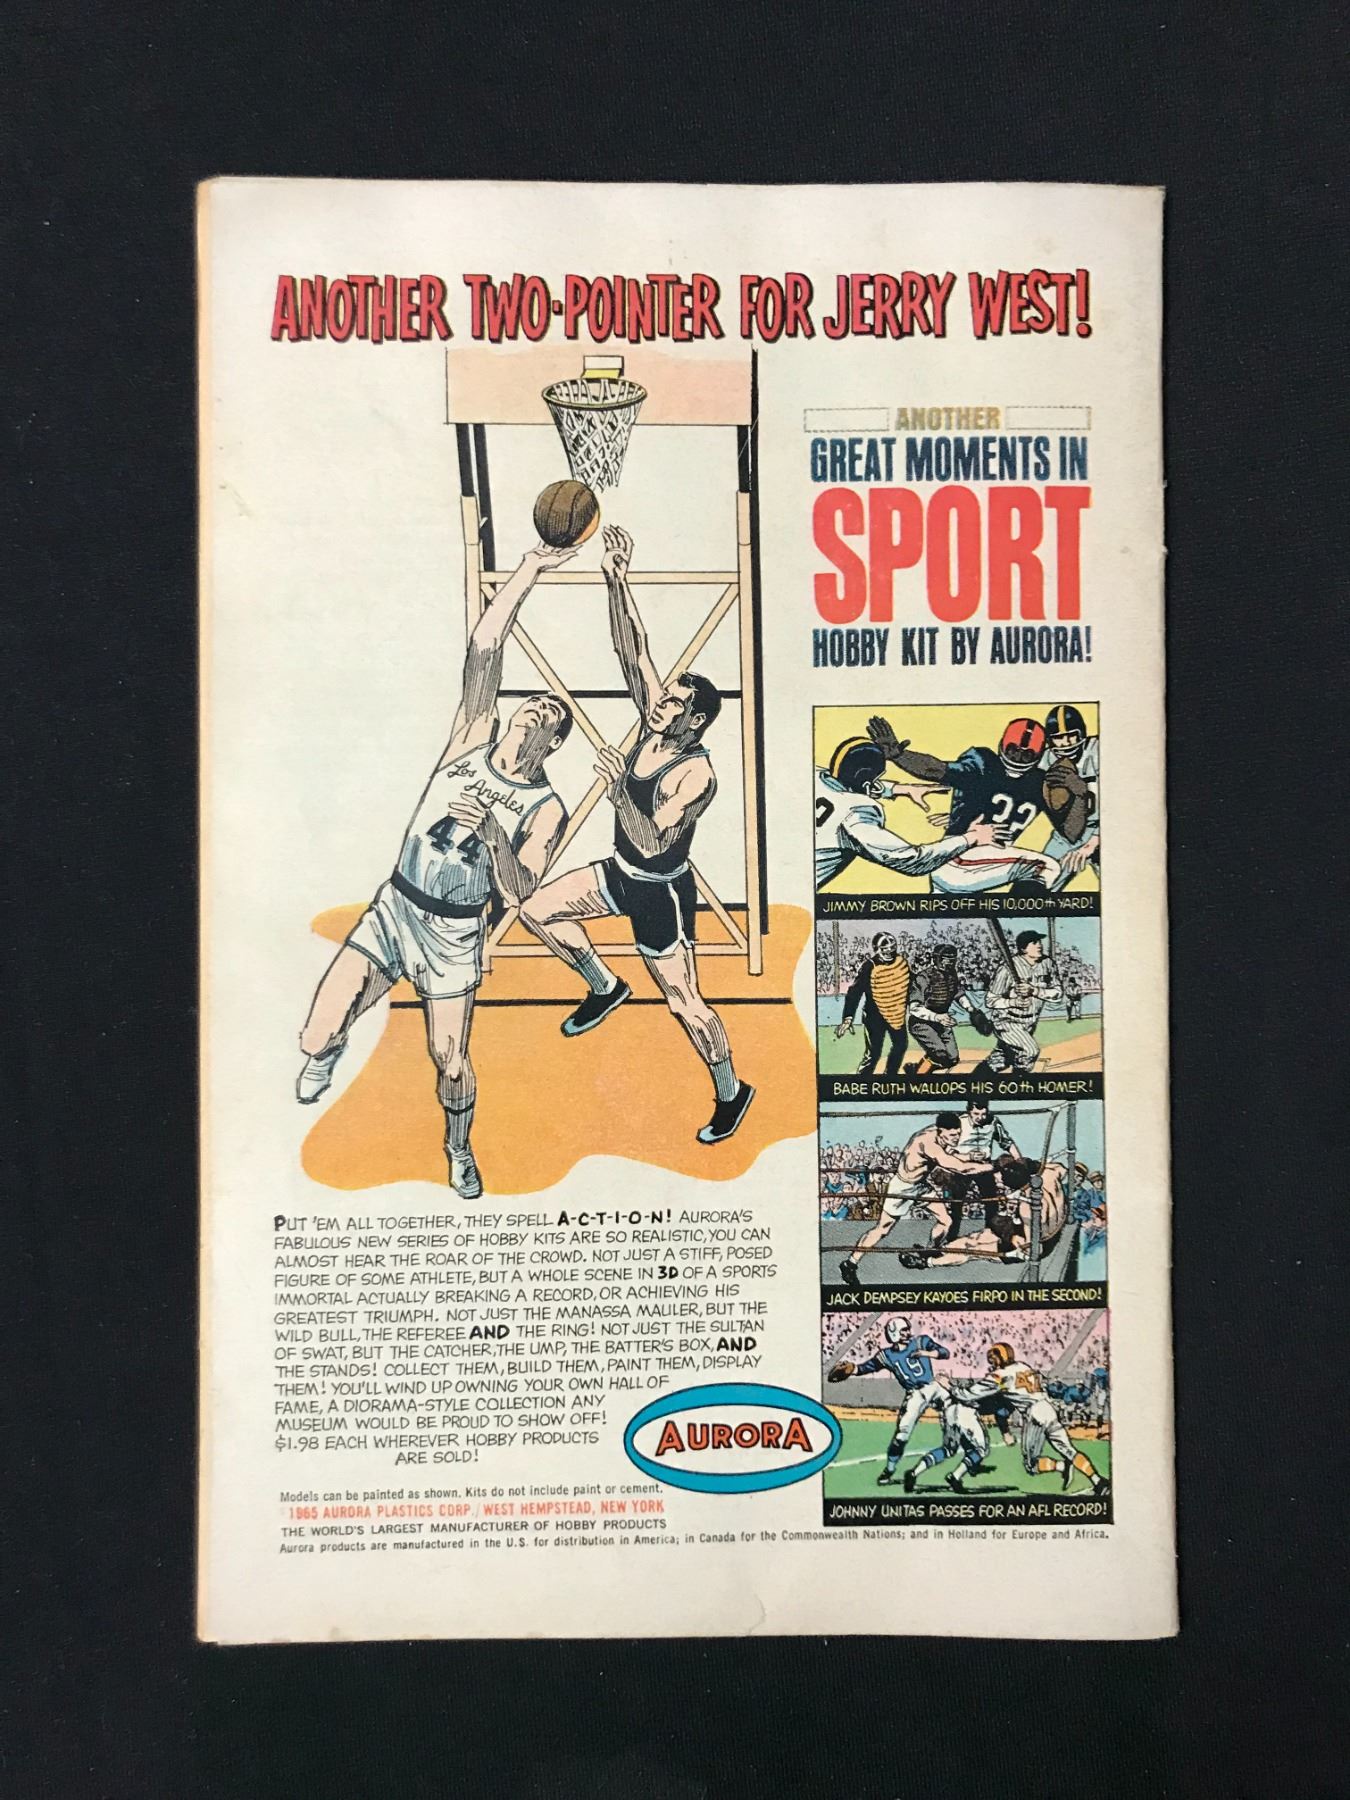 ANOTHER TWO-POINTER FOR JERRY WEST!
ANOTHER
GREAT MOMENTS IN
SPORT
HOBBY KIT BY AURORA!
Los
Angeles
44
32
JIMMY BROWN RIPS OFF HIS 10,000th YARD!
BABE RUTH WALLOPS HIS 60th HOMER!
JACK DEMPSEY KAYOES FIRPO IN THE SECOND!
19
JOHNNY UNITAS PASSES FOR AN AFL RECORD!
PUT 'EM ALL TOGETHER, THEY SPELL A-C-T-I-O-N! AURORA'S
FABULOUS NEW SERIES OF HOBBY KITS ARE SO REALISTIC, YOU CAN
ALMOST HEAR THE ROAR OF THE CROWD. NOT JUST A STIFF, POSED
FIGURE OF SOME ATHLETE, BUT A WHOLE SCENE IN 3D OF A SPORTS
IMMORTAL ACTUALLY BREAKING A RECORD, OR ACHIEVING HIS
GREATEST TRIUMPH. NOT JUST THE MANASSA MAULER, BUT THE
WILD BULL, THE REFEREE AND THE RING! NOT JUST THE SULTAN
OF SWAT, BUT THE CATCHER, THE UMP, THE BATTER'S BOX, AND
THE STANDS! COLLECT THEM, BUILD THEM, PAINT THEM, DISPLAY
THEM! YOU'LL WIND UP OWNING YOUR OWN HALL OF
FAME, A DIORAMA-STYLE COLLECTION ANY
MUSEUM WOULD BE PROUD TO SHOW OFF!
$1.98 EACH WHEREVER HOBBY PRODUCTS
ARE SOLD!
AURORA
Models can be painted as shown. Kits do not include paint or cement.
1965 AURORA PLASTICS CORP./WEST HEMPSTEAD, NEW YORK
THE WORLD'S LARGEST MANUFACTURER OF HOBBY PRODUCTS
Aurora products are manufactured in the U.S. for distribution in America; in Canada for the Commonwealth Nations; and in Holland for Europe and Africa.